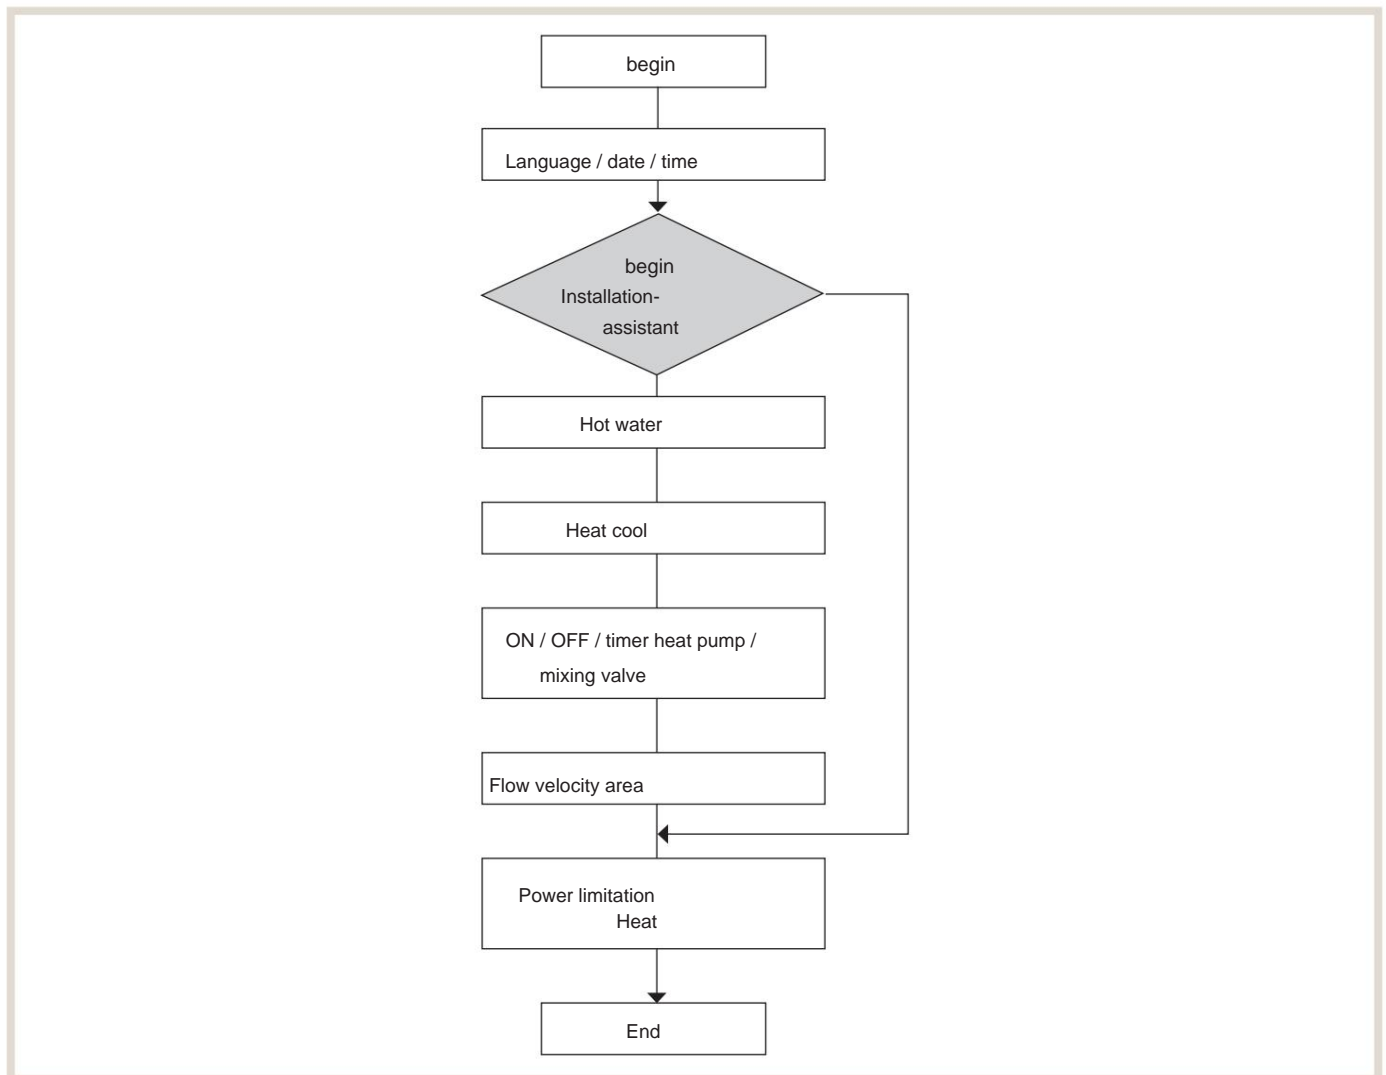 begin
Language / date / time
begin
Installation-
assistant
Hot water
Heat cool
ON / OFF / timer heat pump /
mixing valve
Flow velocity area
Power limitation
Heat
End